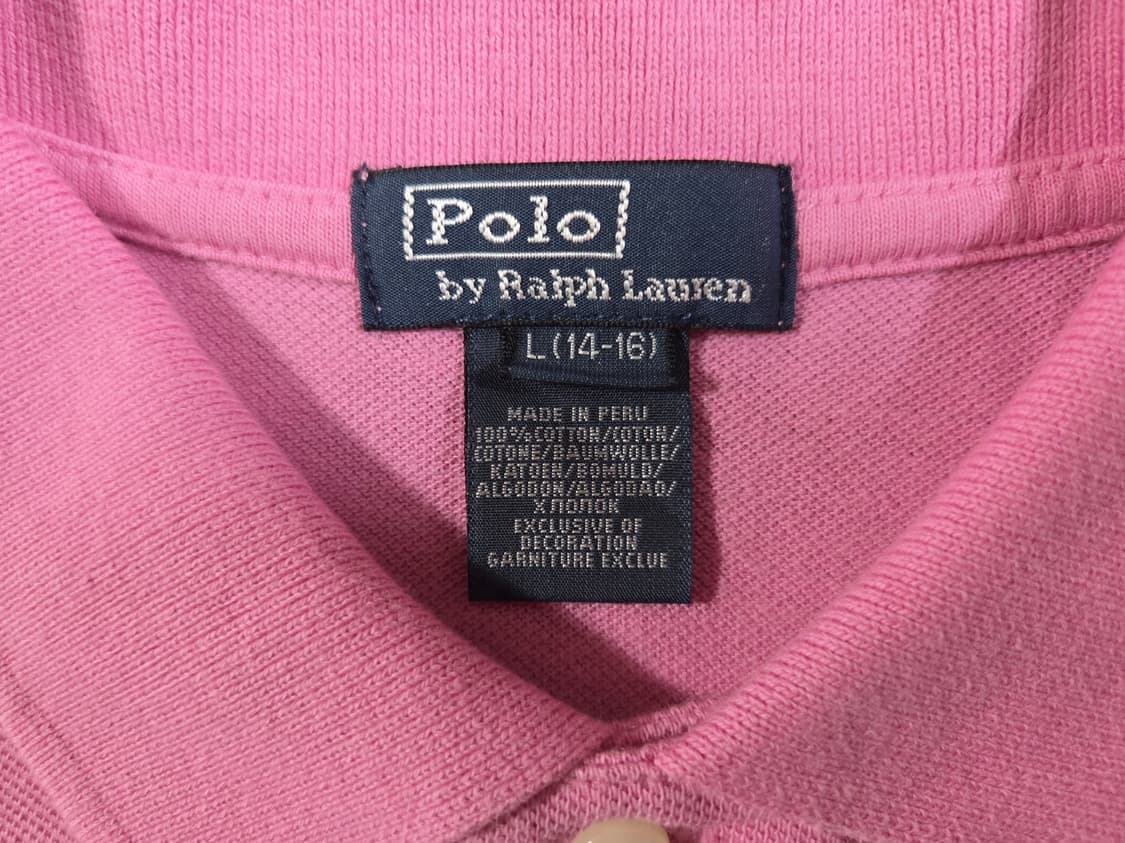 Polo
by Ralph Lauren
L (14-16)
MADE IN PERU
100% COTTON/COTON/
COTONE/BAUMWOLLE/
KATOEN/BOMULD/
ALGODON/ALGODAO/
ХЛОПОК
EXCLUSIVE OF
DECORATION
GARNITURE EXCLUE